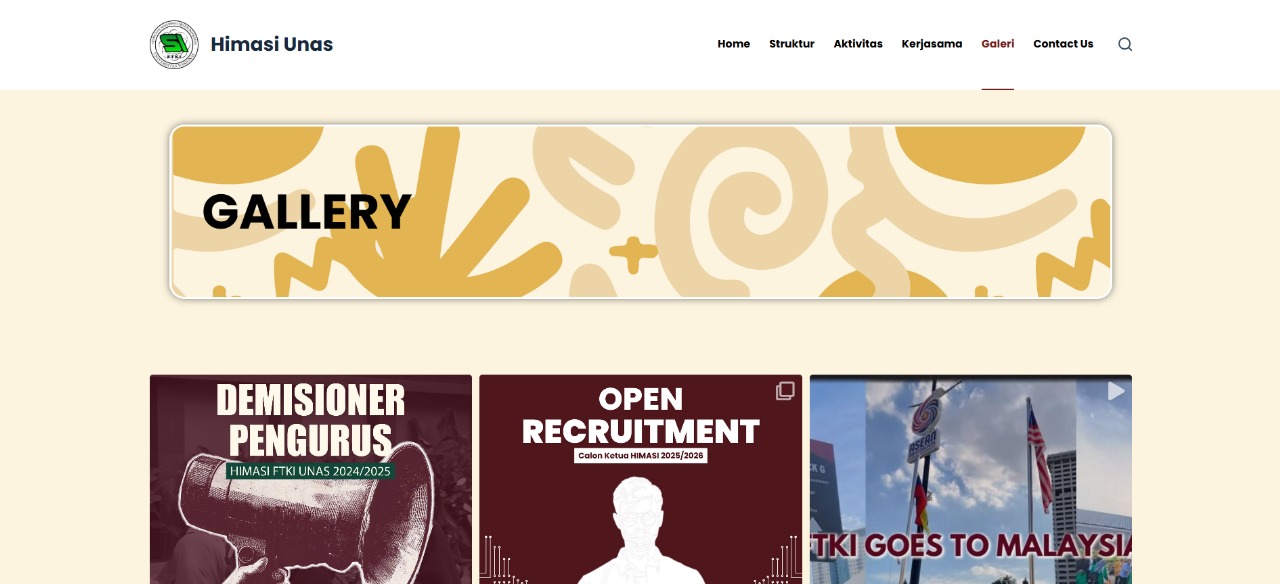 Himasi Unas
Home Struktur Aktivitas Kerjasama Galeri Contact Us
GALLERY
DEMISIONER
PENGURUS
HIMASI FTKI UNAS 2024/2025
OPEN
RECRUITMENT
Calon Ketua HIMASI 2025/2026
ASEAN
FTKI GOES TO MALAYSIA